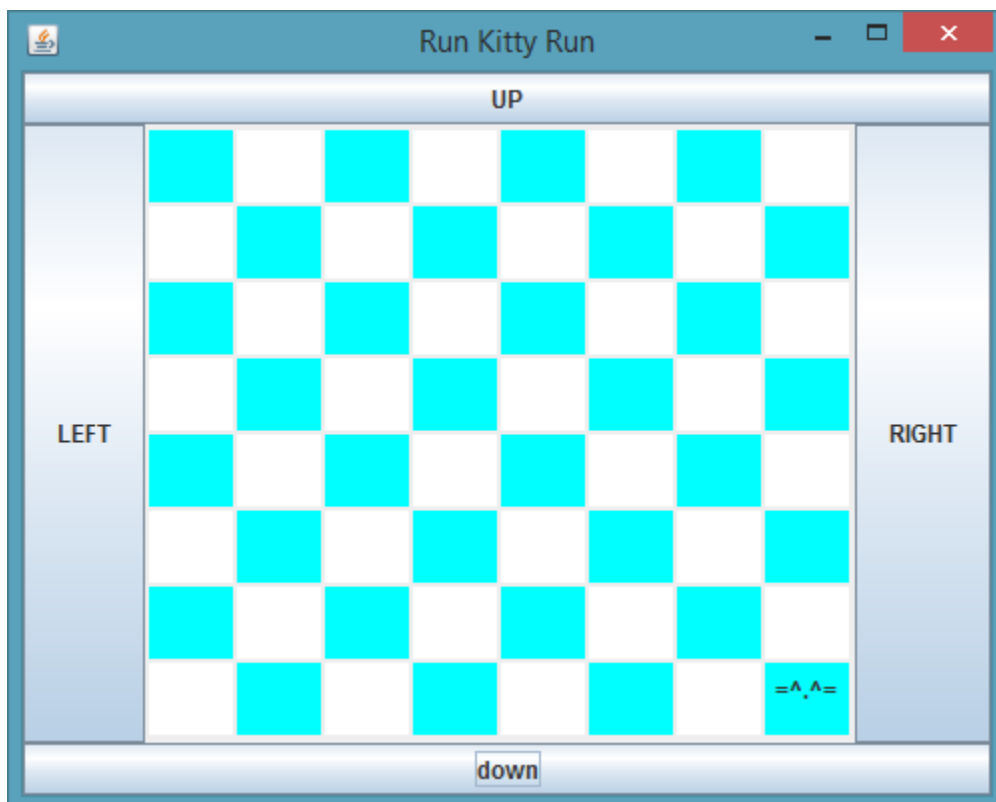 Run Kitty Run
UP
LEFT
RIGHT
=^.^=
down